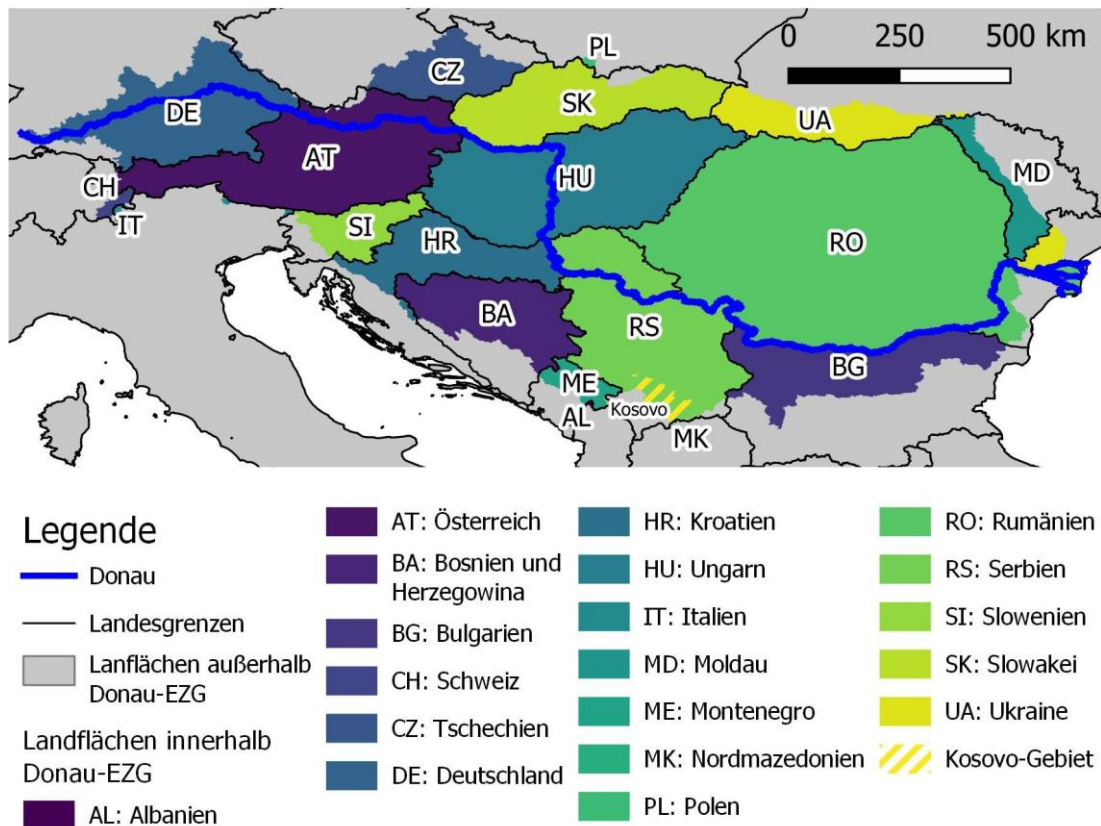 PL
0 250 500 km
CZ
DE
SK
UA
AT
MD
CH
HU
IT
SI
RO
HR
BA
RS
BG
ME
Kosovo
AL
MK
Legende
Donau
Landesgrenzen
Lanflächen außerhalb
Donau-EZG
Landflächen innerhalb
Donau-EZG
AL: Albanien
AT: Österreich
BA: Bosnien und
Herzegowina
BG: Bulgarien
CH: Schweiz
CZ: Tschechien
DE: Deutschland
HR: Kroatien
HU: Ungarn
IT: Italien
MD: Moldau
ME: Montenegro
MK: Nordmazedonien
PL: Polen
RO: Rumänien
RS: Serbien
SI: Slowenien
SK: Slowakei
UA: Ukraine
Kosovo-Gebiet